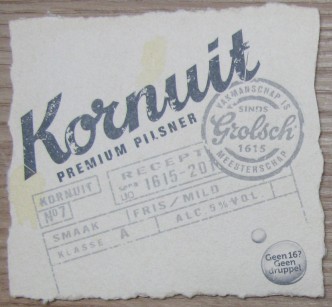 Kornuit
PREMIUM PILSNER
VAKMANSCHAP IS
SINDS
Grolsch
1615
MEESTERSCHAP
KORNUIT
Nº7
RECEPT
1615-201
SMAAK
FRIS/MILD
KLASSE A
ALC. 5% VOL
Geen 16?
Geen
druppel